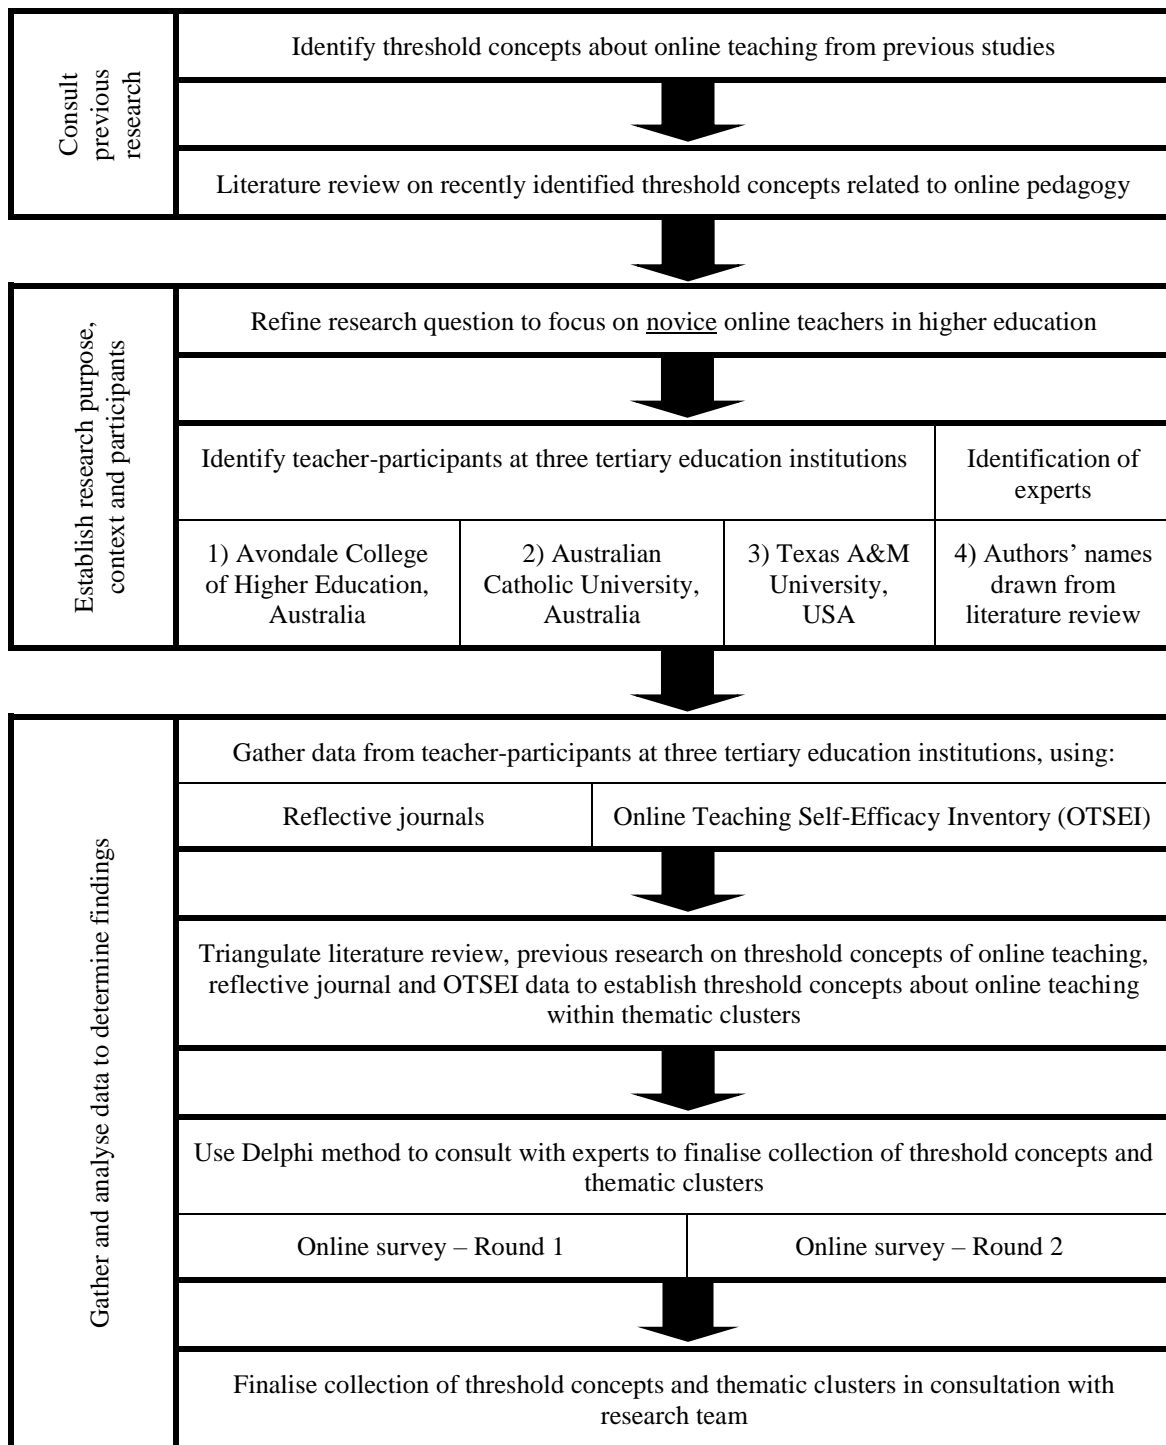 Consult
previous
research
Identify threshold concepts about online teaching from previous studies
Literature review on recently identified threshold concepts related to online pedagogy
Establish research purpose,
context and participants
Refine research question to focus on novice online teachers in higher education
Identify teacher-participants at three tertiary education institutions
Identification of
experts
1) Avondale College
of Higher Education,
Australia
2) Australian
Catholic University,
Australia
3) Texas A&M
University,
USA
4) Authors’ names
drawn from
literature review
Gather and analyse data to determine findings
Gather data from teacher-participants at three tertiary education institutions, using:
Reflective journals
Online Teaching Self-Efficacy Inventory (OTSEI)
Triangulate literature review, previous research on threshold concepts of online teaching,
reflective journal and OTSEI data to establish threshold concepts about online teaching
within thematic clusters
Use Delphi method to consult with experts to finalise collection of threshold concepts and
thematic clusters
Online survey – Round 1
Online survey – Round 2
Finalise collection of threshold concepts and thematic clusters in consultation with
research team